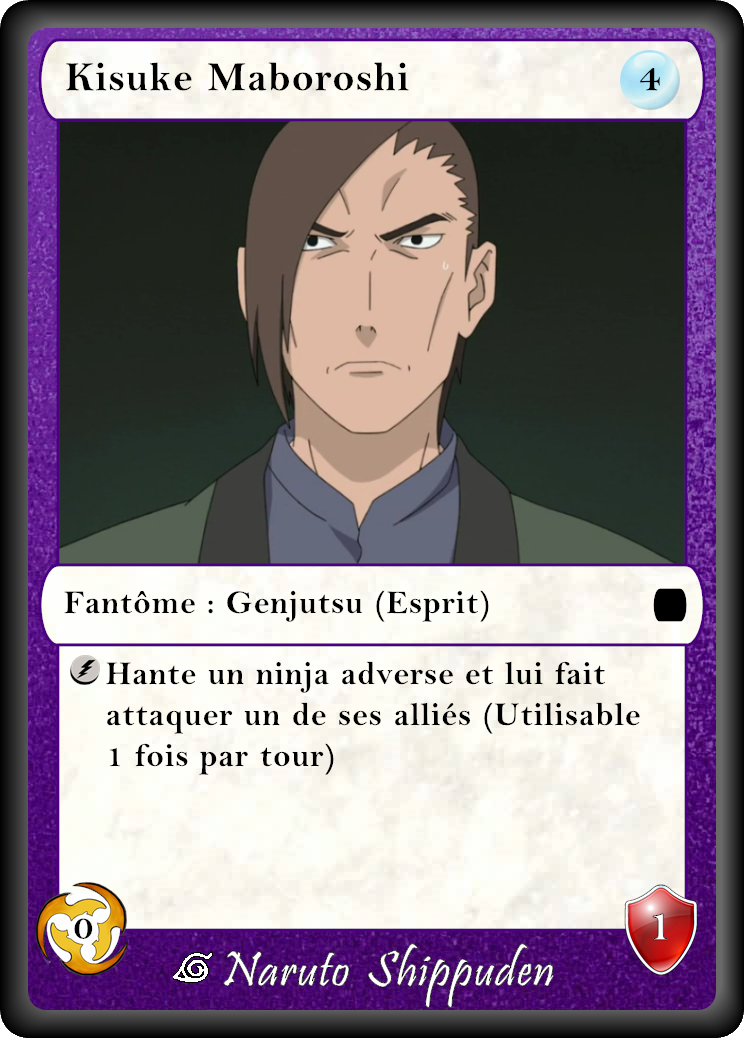 Kisuke Maboroshi
4
Fantôme : Genjutsu (Esprit)
Hante un ninja adverse et lui fait
attaquer un de ses alliés (Utilisable
1 fois par tour)
0
1
Naruto Shippuden